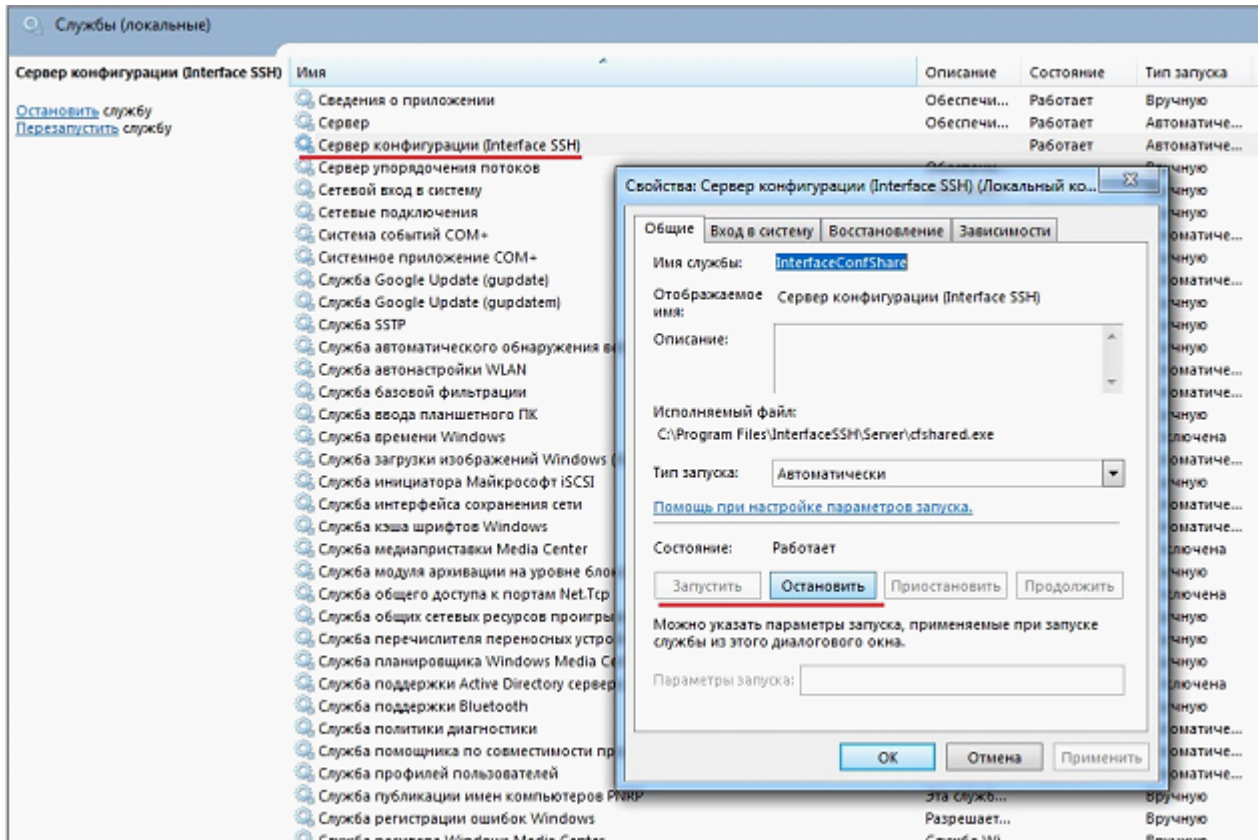 Службы (локальные)
Сервер конфигурации (Interface SSH)
Остановить службу
Перезапустить службу
Имя Описание Состояние Тип запуска
Сведения о приложении Обеспечи... Работает Вручную
Сервер Обеспечи... Работает Автоматиче...
Сервер конфигурации (Interface SSH) Работает Автоматиче...
Сервер упорядочения потоков
Сетевой вход в систему
Сетевые подключения
Система событий COM+
Системное приложение COM+
Служба Google Update (gupdate)
Служба Google Update (gupdatem)
Служба SSTP
Служба автоматического обнаружения
Служба автонастройки WLAN
Служба базовой фильтрации
Служба ввода планшетного ПК
Служба времени Windows
Служба загрузки изображений Windows (
Служба инициатора Майкрософт iSCSI
Служба интерфейса сохранения сети
Служба кэша шрифтов Windows
Служба медиаприставки Media Center
Служба модуля архивации на уровне бло
Служба общего доступа к портам Net.Tcp
Служба общих сетевых ресурсов проигры
Служба перечислителя переносных устро
Служба планировщика Windows Media Ce
Служба поддержки Active Directory сервер
Служба поддержки Bluetooth
Служба политики диагностики
Служба помощника по совместимости пр
Служба профилей пользователей
Служба публикации имен компьютеров PNRP Эта служб... Вручную
Служба регистрации ошибок Windows Разрешает... Вручную
Свойства: Сервер конфигурации (Interface SSH) (Локальный ко...
Общие Вход в систему Восстановление Зависимости
Имя службы: InterfaceConfShare
Отображаемое имя: Сервер конфигурации (Interface SSH)
Описание:
Исполняемый файл:
C:\Program Files\InterfaceSSH\Server\cfshared.exe
Тип запуска: Автоматически
Помощь при настройке параметров запуска.
Состояние: Работает
Запустить Остановить Приостановить Продолжить
Можно указать параметры запуска, применяемые при запуске
службы из этого диалогового окна.
Параметры запуска:
ОК Отмена Применить